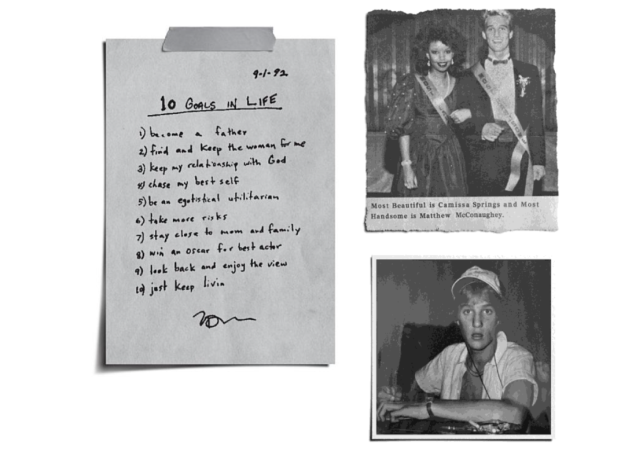 9-1-92
10 GOALS IN LIFE
1) become a father
2) find and keep the woman for me
3) keep my relationship with God
4) chase my best self
5) be an egotistical utilitarian
6) take more risks
7) stay close to mom and family
8) win an oscar for best actor
9) look back and enjoy the view
10) just keep livin
Most Beautiful is Camissa Springs and Most
Handsome is Matthew McConaughey.